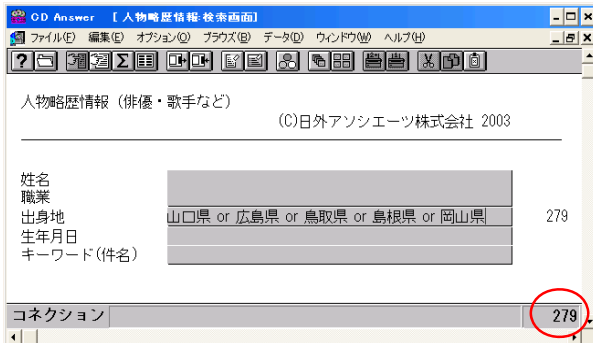 CD Answer [人物略歴情報:検索画面]
ファイル(F) 編集(E) オプション(O) ブラウズ(B) データ(D) ウィンドウ(W) ヘルプ(H)
人物略歴情報（俳優・歌手など）
(C)日外アソシエーツ株式会社 2003
姓名
職業
出身地 山口県 or 広島県 or 鳥取県 or 島根県 or 岡山県 279
生年月日
キーワード(件名)
コネクション 279